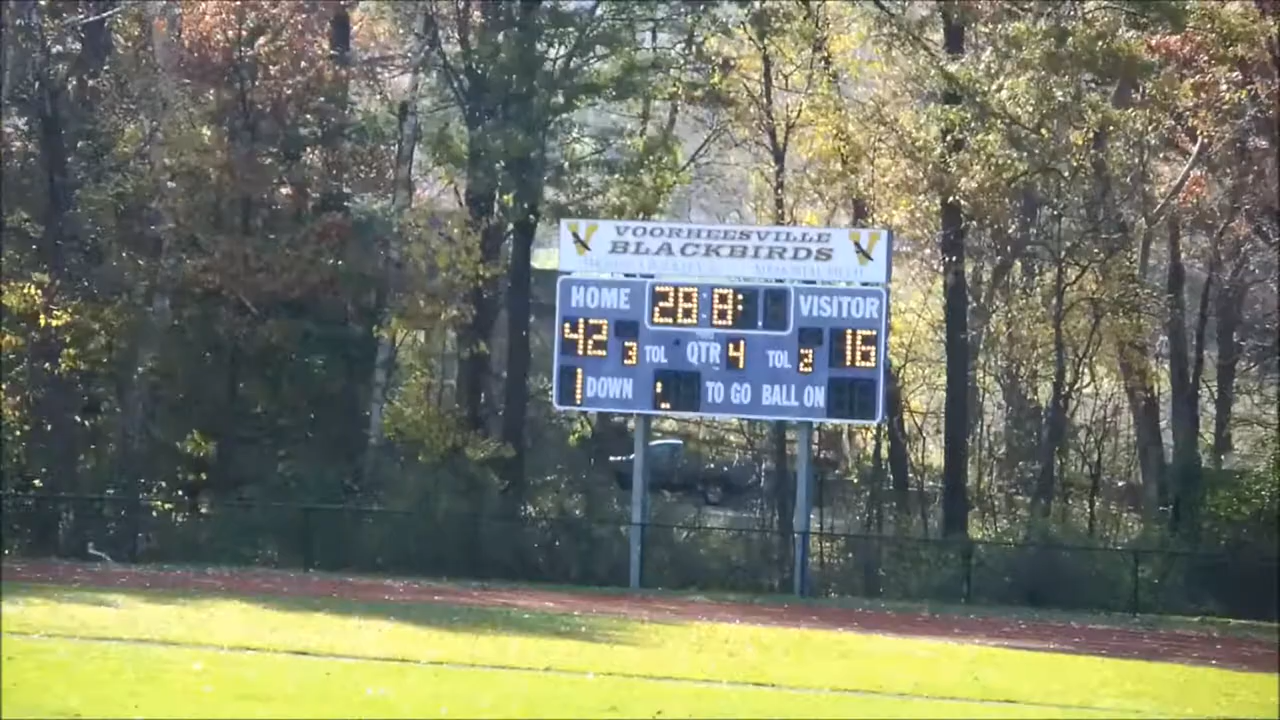 VOORHEESVILLE
BLACKBIRDS
HOME 28:8 VISITOR
42 3 TOL QTR 4 TOL 2 16
1 DOWN TO GO BALL ON